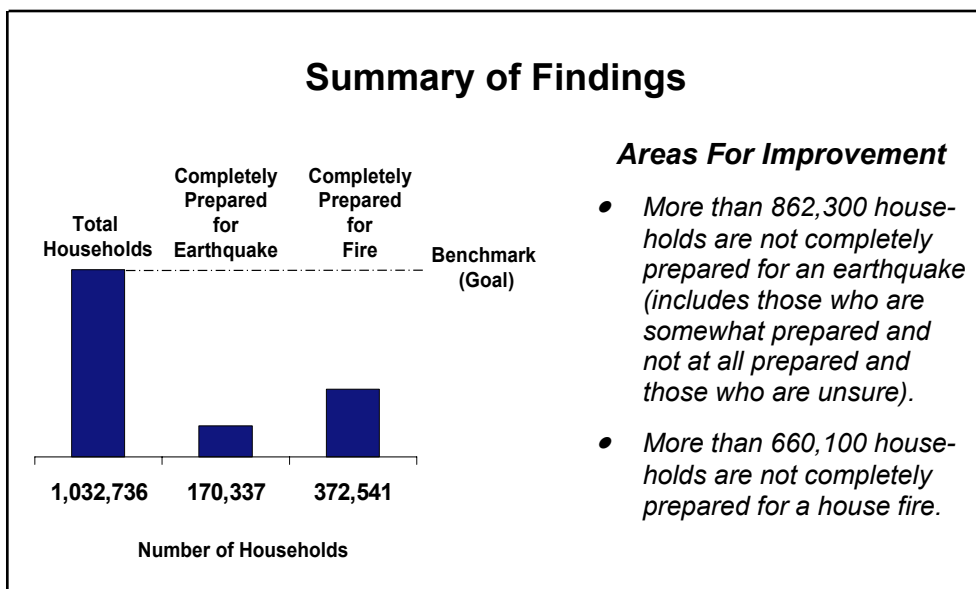 Summary of Findings
Total
Households
Completely
Prepared
for
Earthquake
Completely
Prepared
for
Fire
Benchmark
(Goal)
1,032,736 170,337 372,541
Number of Households
Areas For Improvement
• More than 862,300 house-
holds are not completely
prepared for an earthquake
(includes those who are
somewhat prepared and
not at all prepared and
those who are unsure).
• More than 660,100 house-
holds are not completely
prepared for a house fire.